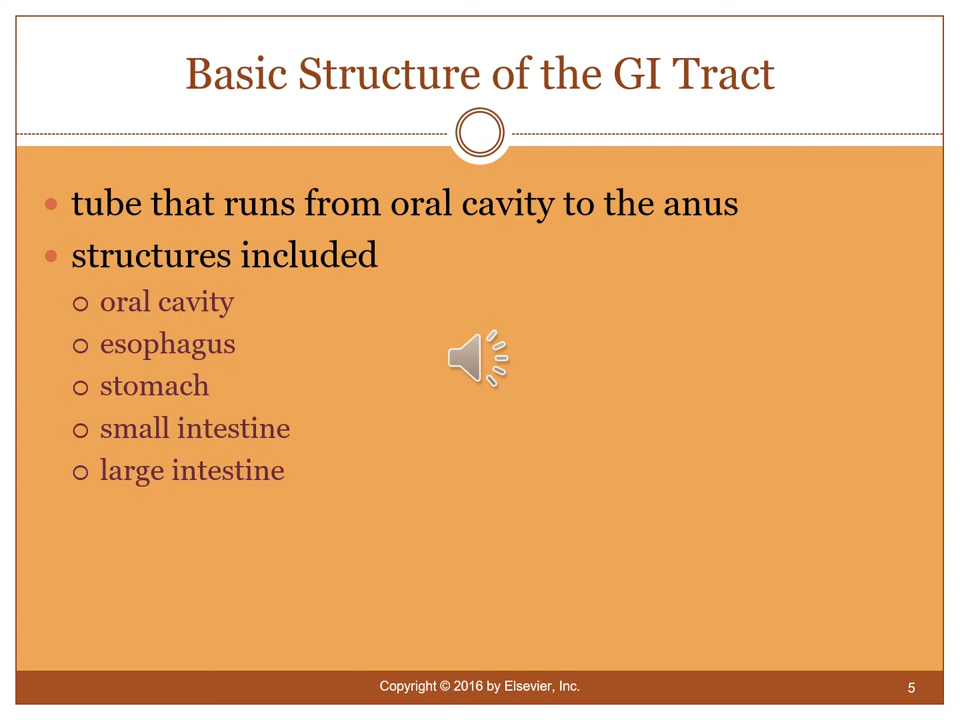 Basic Structure of the GI Tract
tube that runs from oral cavity to the anus
structures included
oral cavity
esophagus
stomach
small intestine
large intestine
Copyright © 2016 by Elsevier, Inc.
5